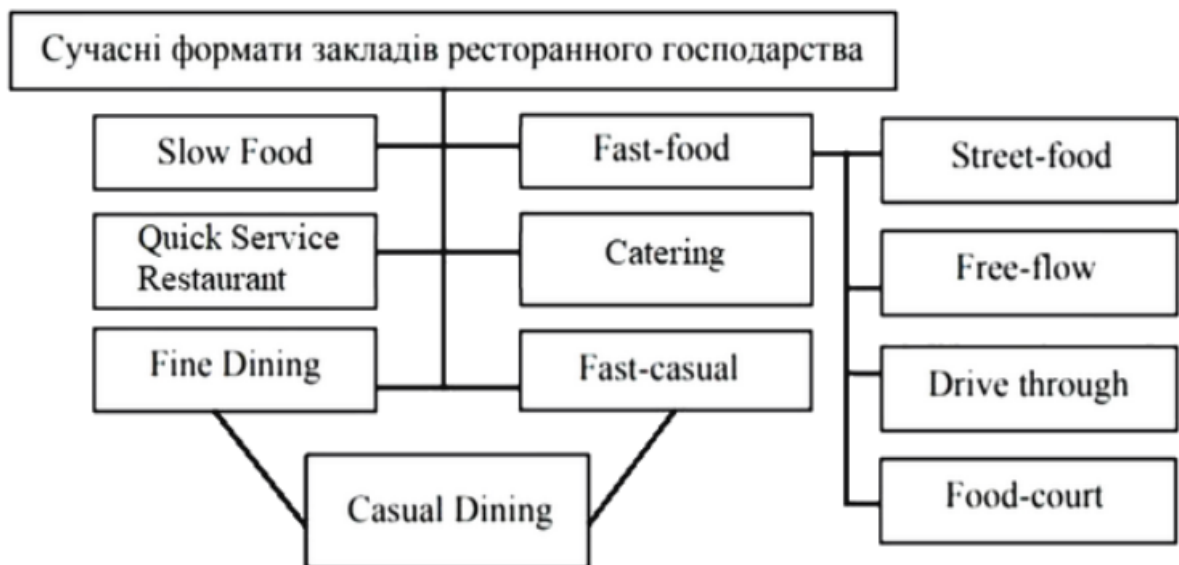 Сучасні формати закладів ресторанного господарства
Slow Food
Fast-food
Street-food
Quick Service
Restaurant
Catering
Free-flow
Fine Dining
Fast-casual
Drive through
Casual Dining
Food-court